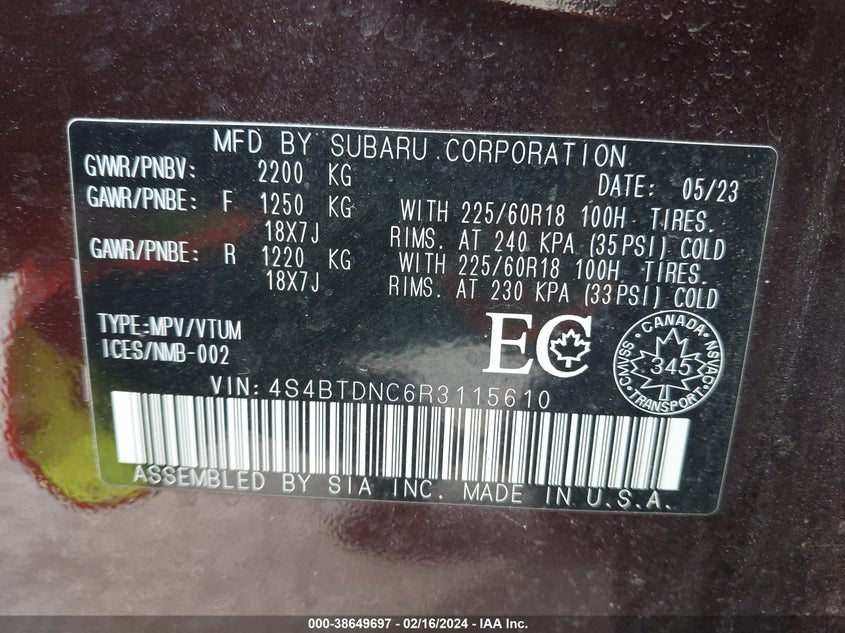 MFD BY SUBARU CORPORATION
GVWR/PNBV: 2200 KG DATE: 05/23
GAWR/PNBE: F 1250 KG WITH 225/60R18 100H TIRES.
18X7J RIMS. AT 240 KPA (35PSI) COLD
GAWR/PNBE: R 1220 KG WITH 225/60R18 100H TIRES.
18X7J RIMS. AT 230 KPA (33PSI) COLD
TYPE:MPV/VTUM
ICES/NMB-002
EC
CANADA
CMVSS 345 NSVAC
TRANSPORT
VIN: 4S4BTDNC6R3115610
ASSEMBLED BY SIA INC. MADE IN U.S.A.
000-38649697 - 02/16/2024 - IAA Inc.